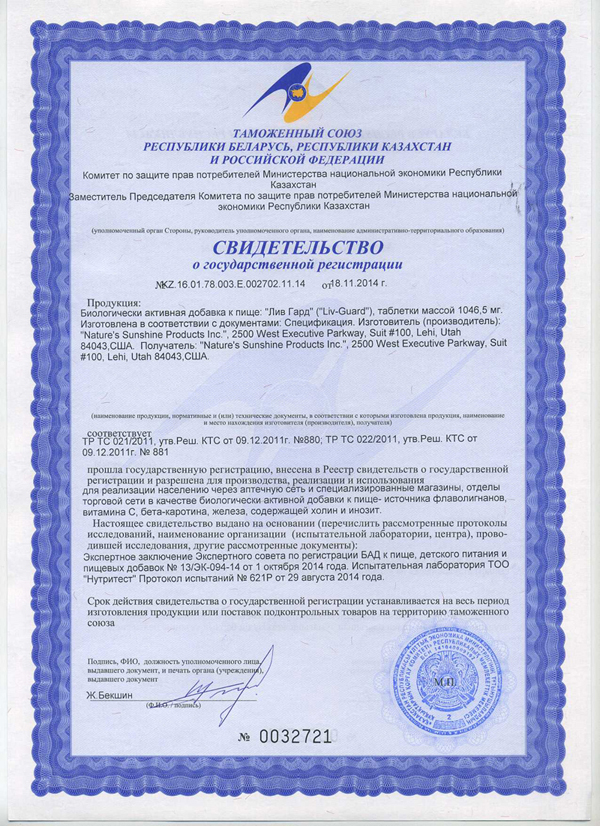 ТАМОЖЕННЫЙ СОЮЗ
РЕСПУБЛИКИ БЕЛАРУСЬ, РЕСПУБЛИКИ КАЗАХСТАН
И РОССИЙСКОЙ ФЕДЕРАЦИИ
Комитет по защите прав потребителей Министерства национальной экономики Республики
Казахстан
Заместитель Председателя Комитета по защите прав потребителей Министерства национальной
экономики Республики Казахстан
(уполномоченный орган Стороны, руководитель уполномоченного органа, наименование административно-территориального образования)
СВИДЕТЕЛЬСТВО
о государственной регистрации
№KZ.16.01.78.003.E.002702.11.14 от18.11.2014 г.
Продукция:
Биологически активная добавка к пище: "Лив Гард" ("Liv-Guard"), таблетки массой 1046,5 мг.
Изготовлена в соответствии с документами: Спецификация. Изготовитель (производитель):
"Nature's Sunshine Products Inc.", 2500 West Executive Parkway, Suit #100, Lehi, Utah
84043,США. Получатель: "Nature's Sunshine Products Inc.", 2500 West Executive Parkway, Suit
#100, Lehi, Utah 84043,США.
(наименование продукции, нормативные и (или) технические документы, в соответствии с которыми изготовлена продукция, наименование
и место нахождения изготовителя (производителя), получателя)
соответствует
ТР ТС 021/2011, утв.Реш. КТС от 09.12.2011г. №880; ТР ТС 022/2011, утв.Реш. КТС от
09.12.2011г. № 881
прошла государственную регистрацию, внесена в Реестр свидетельств о государственной
регистрации и разрешена для производства, реализации и использования
для реализации населению через аптечную сеть и специализированные магазины, отделы
торговой сети в качестве биологически активной добавки к пище- источника флаволигнанов,
витамина С, бета-каротина, железа, содержащей холин и инозит.
Настоящее свидетельство выдано на основании (перечислить рассмотренные протоколы
исследований, наименование организации (испытательной лаборатории, центра), прово-
дившей исследования, другие рассмотренные документы):
Экспертное заключение Экспертного совета по регистрации БАД к пище, детского питания и
пищевых добавок № 13/ЭК-094-14 от 1 октября 2014 года. Испытательная лаборатория ТОО
"Нутритест" Протокол испытаний № 621Р от 29 августа 2014 года.
Срок действия свидетельства о государственной регистрации устанавливается на весь период
изготовления продукции или поставок подконтрольных товаров на территорию таможенного
союза
Подпись, ФИО, должность уполномоченного лица,
выдавшего документ, и печать органа (учреждения),
выдавшего документ
Ж.Бекшин
(Ф.И.О. / подпись)
М.П.
2
№ 0032721